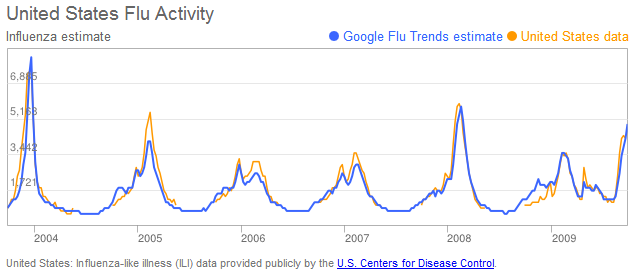 United States Flu Activity
Influenza estimate ● Google Flu Trends estimate ● United States data
6,885
5,163
3,442
1,721
2004 2005 2006 2007 2008 2009
United States: Influenza-like illness (ILI) data provided publicly by the U.S. Centers for Disease Control.